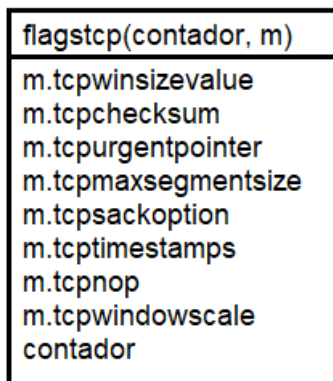 flagstcp(contador, m)
m.tcpwinsizevalue
m.tcpchecksum
m.tcpurgentpointer
m.tcpmaxsegmentsize
m.tcpsackoption
m.tcptimestamps
m.tcpnop
m.tcpwindowscale
contador